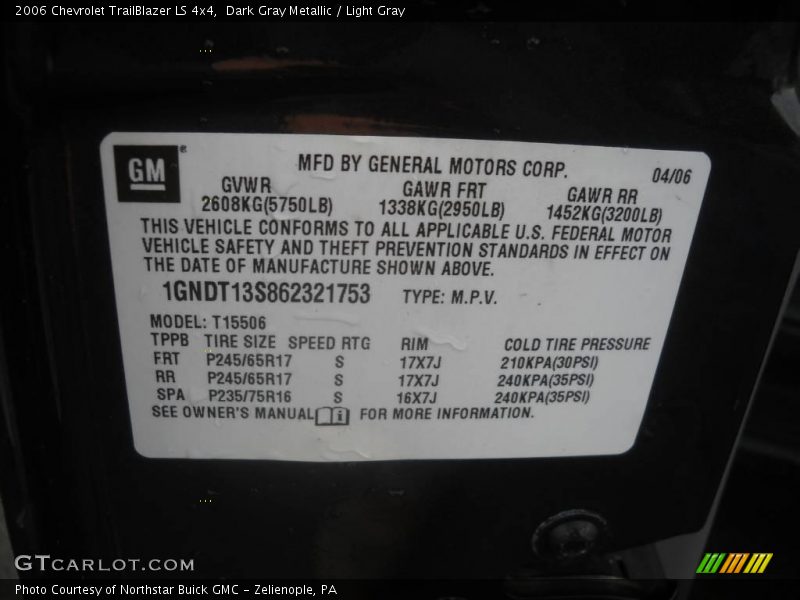 2006 Chevrolet TrailBlazer LS 4x4,  Dark Gray Metallic / Light Gray
GM® MFD BY GENERAL MOTORS CORP. 04/06
GVWR GAWR FRT GAWR RR
2608KG(5750LB) 1338KG(2950LB) 1452KG(3200LB)
THIS VEHICLE CONFORMS TO ALL APPLICABLE U.S. FEDERAL MOTOR
VEHICLE SAFETY AND THEFT PREVENTION STANDARDS IN EFFECT ON
THE DATE OF MANUFACTURE SHOWN ABOVE.
1GNDT13S862321753 TYPE: M.P.V.
MODEL: T15506
TPPB TIRE SIZE SPEED RTG RIM COLD TIRE PRESSURE
FRT P245/65R17 S 17X7J 210KPA(30PSI)
RR P245/65R17 S 17X7J 240KPA(35PSI)
SPA P235/75R16 S 16X7J 240KPA(35PSI)
SEE OWNER'S MANUAL FOR MORE INFORMATION.
GTCARLOT.COM
Photo Courtesy of Northstar Buick GMC - Zelienople, PA